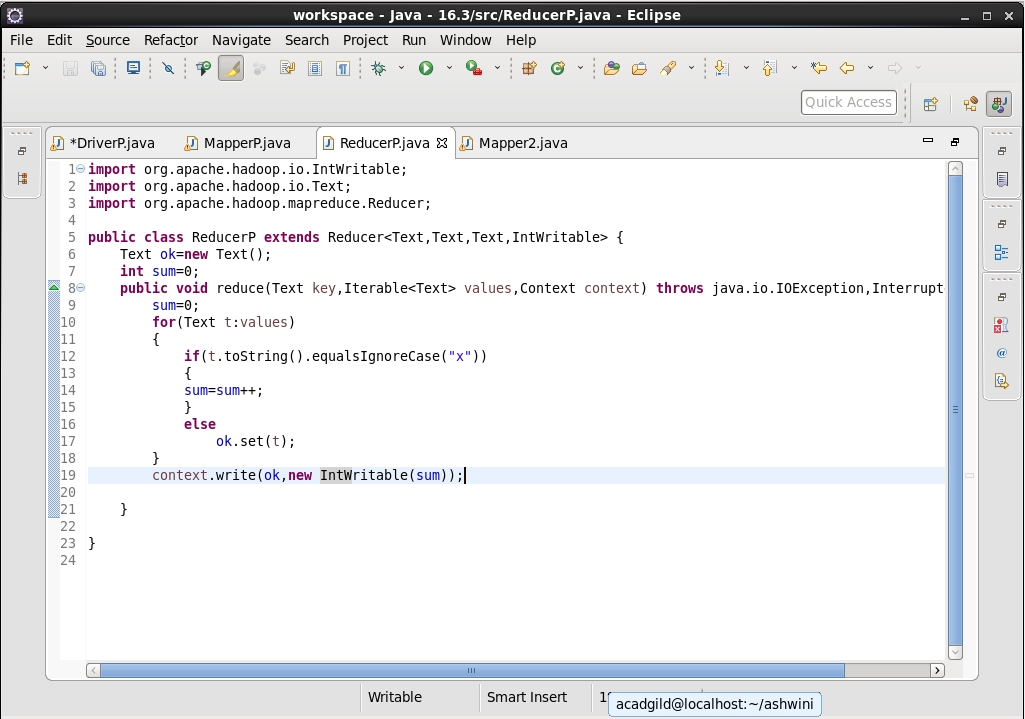 workspace - Java - 16.3/src/ReducerP.java - Eclipse
File Edit Source Refactor Navigate Search Project Run Window Help
Quick Access
*DriverP.java MapperP.java ReducerP.java Mapper2.java
1 import org.apache.hadoop.io.IntWritable;
2 import org.apache.hadoop.io.Text;
3 import org.apache.hadoop.mapreduce.Reducer;
4
5 public class ReducerP extends Reducer<Text,Text,Text,IntWritable> {
6 Text ok=new Text();
7 int sum=0;
8 public void reduce(Text key,Iterable<Text> values,Context context) throws java.io.IOException,Interrupt
9 sum=0;
10 for(Text t:values)
11 {
12 if(t.toString().equalsIgnoreCase("x"))
13 {
14 sum=sum++;
15 }
16 else
17 ok.set(t);
18 }
19 context.write(ok,new IntWritable(sum));
20
21 }
22
23 }
24
Writable Smart Insert
acadgild@localhost:~/ashwini